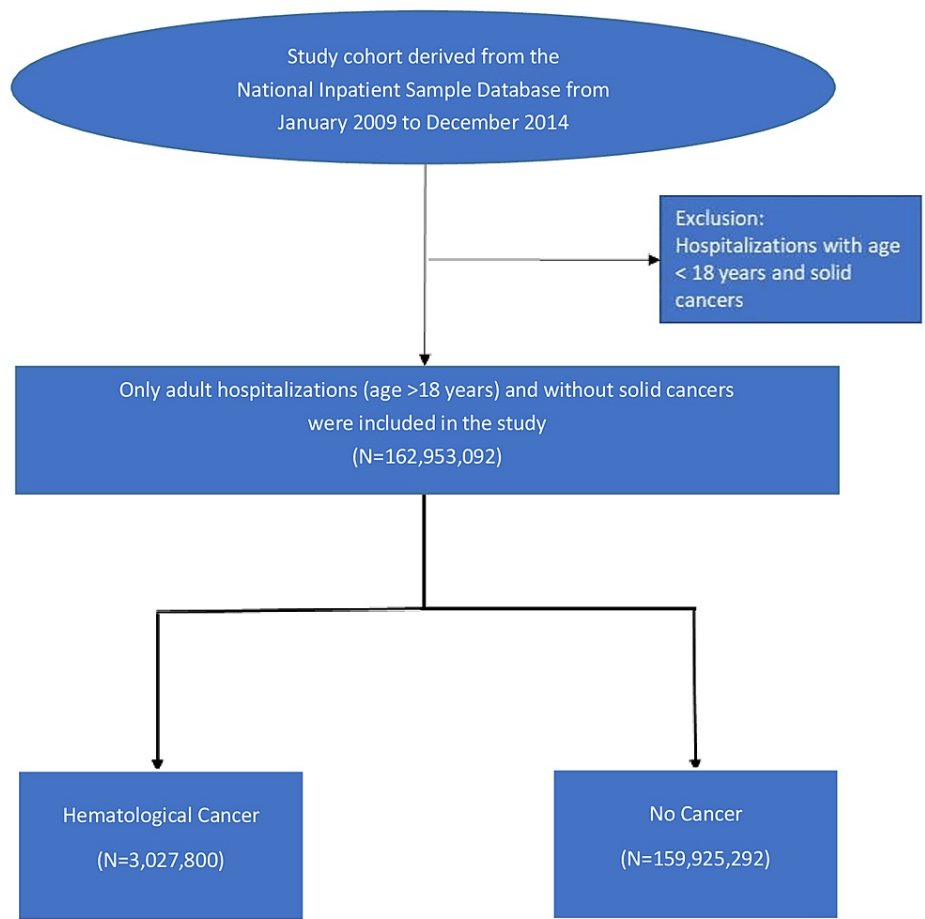 Study cohort derived from the
National Inpatient Sample Database from
January 2009 to December 2014
Exclusion:
Hospitalizations with age
< 18 years and solid
cancers
Only adult hospitalizations (age >18 years) and without solid cancers
were included in the study
(N=162,953,092)
Hematological Cancer
(N=3,027,800)
No Cancer
(N=159,925,292)